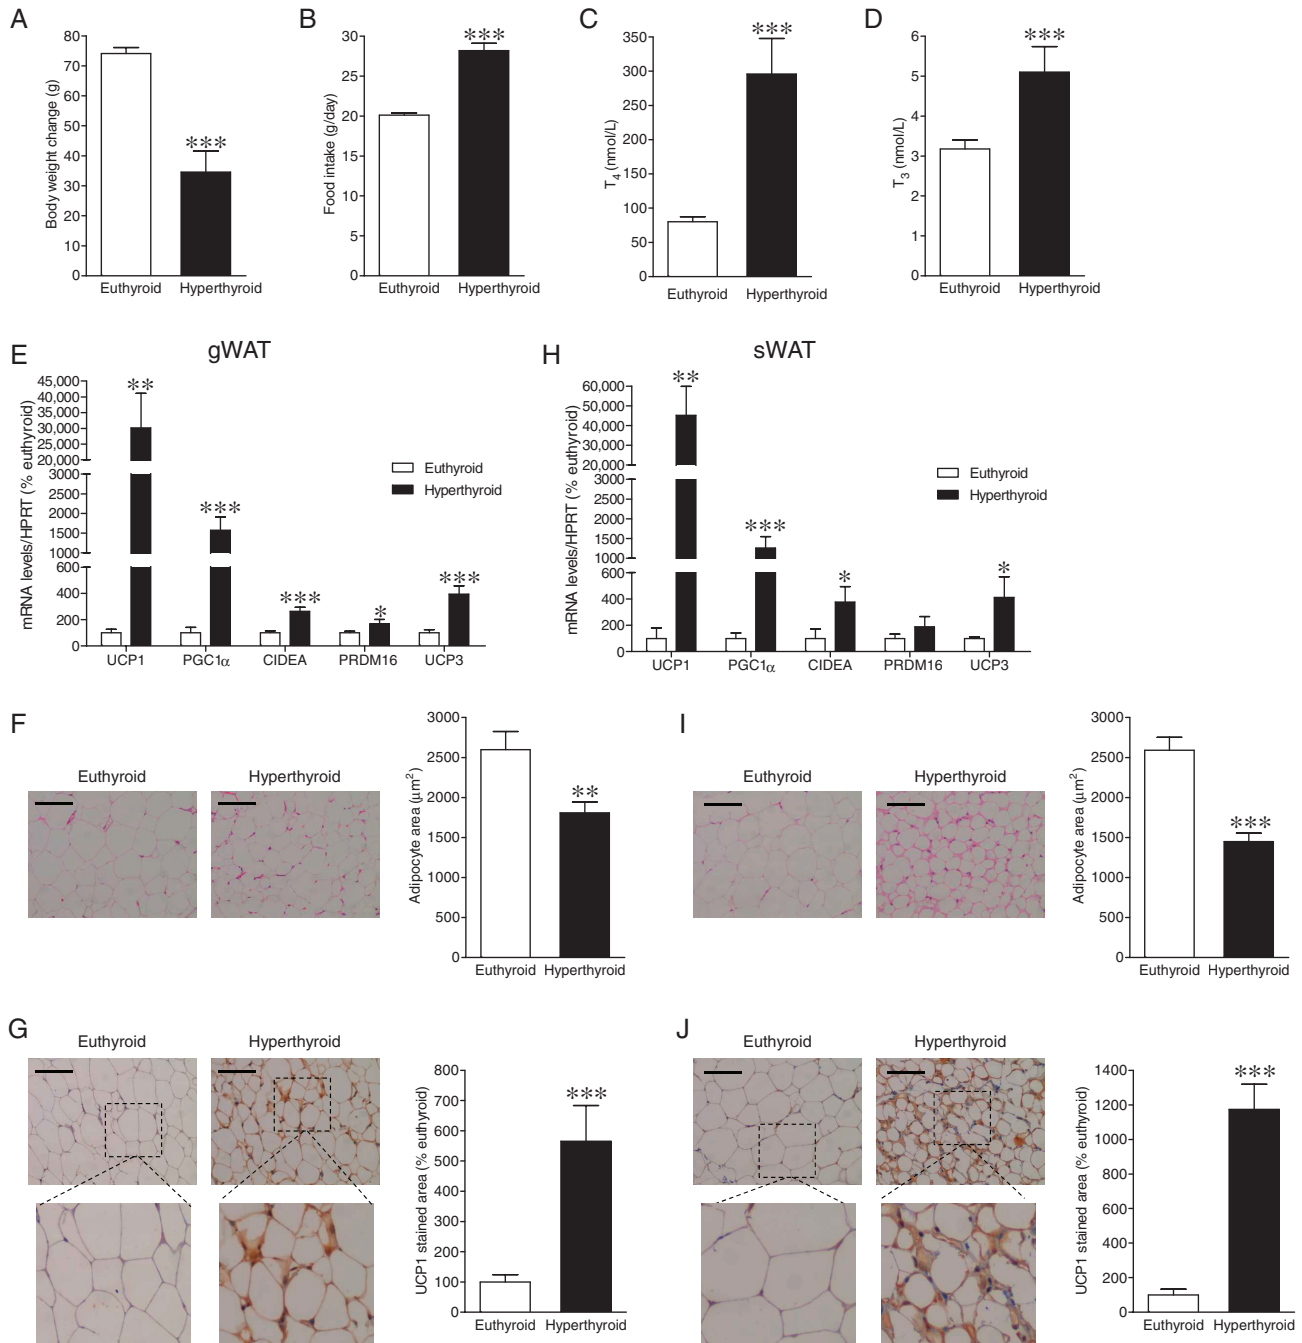 A
80
70
60
50
40
30
20
10
0
Body weight change (g)
***
Euthyroid Hyperthyroid
B
30
25
20
15
10
5
0
Food intake (g/day)
***
Euthyroid Hyperthyroid
C
350
300
250
200
150
100
50
0
T4 (nmol/L)
***
Euthyroid Hyperthyroid
D
6
5
4
3
2
1
0
T3 (nmol/L)
***
Euthyroid Hyperthyroid
E
gWAT
45,000
40,000
35,000
30,000
25,000
20,000
3000
2500
2000
1500
1000
600
400
200
0
mRNA levels/HPRT (% euthyroid)
** *** *** * ***
Euthyroid
Hyperthyroid
UCP1 PGC1α CIDEA PRDM16 UCP3
H
sWAT
60,000
50,000
40,000
30,000
20,000
3000
2500
2000
1500
1000
600
400
200
0
mRNA levels/HPRT (% euthyroid)
** *** * *
Euthyroid
Hyperthyroid
UCP1 PGC1α CIDEA PRDM16 UCP3
F
Euthyroid Hyperthyroid
3000
2500
2000
1500
1000
500
0
Adipocyte area (μm²)
**
Euthyroid Hyperthyroid
I
Euthyroid Hyperthyroid
3000
2500
2000
1500
1000
500
0
Adipocyte area (μm²)
***
Euthyroid Hyperthyroid
G
Euthyroid Hyperthyroid
800
700
600
500
400
300
200
100
0
UCP1 stained area (% euthyroid)
***
Euthyroid Hyperthyroid
J
Euthyroid Hyperthyroid
1400
1200
1000
800
600
400
200
0
UCP1 stained area (% euthyroid)
***
Euthyroid Hyperthyroid